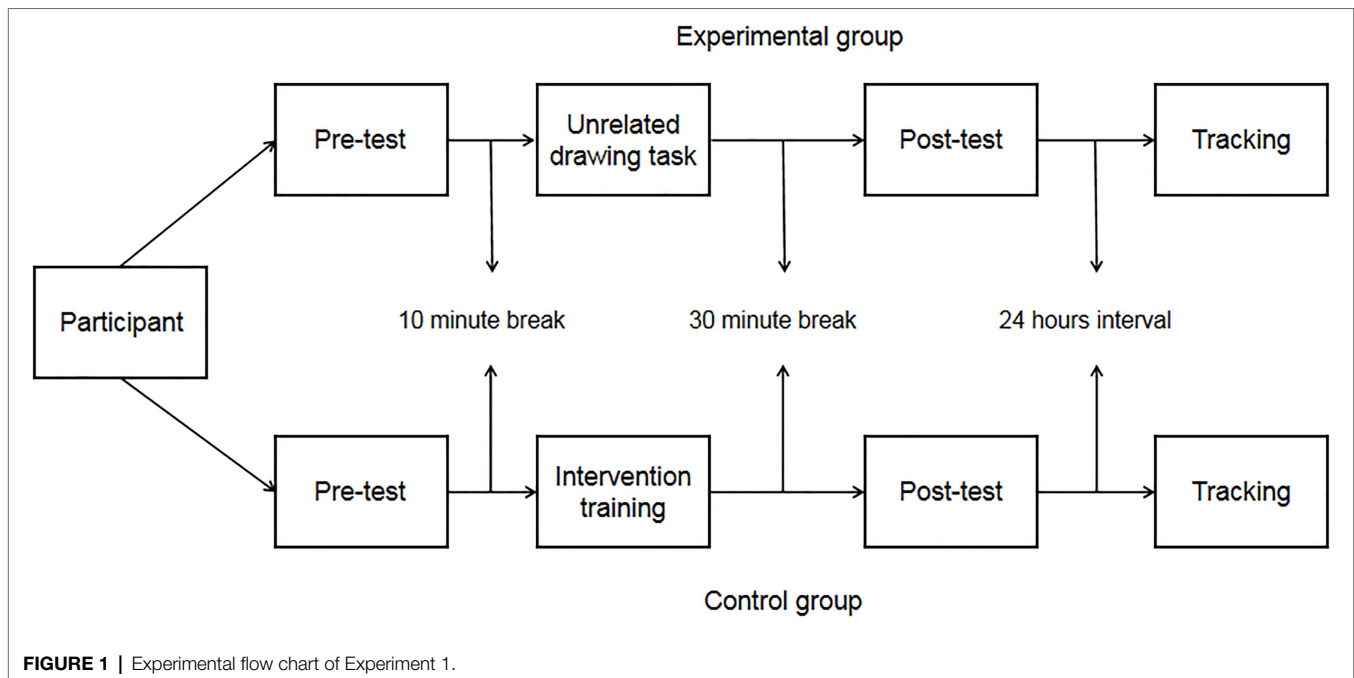 Experimental group
Pre-test
Unrelated
drawing task
Post-test
Tracking
Participant
10 minute break
30 minute break
24 hours interval
Pre-test
Intervention
training
Post-test
Tracking
Control group
FIGURE 1 | Experimental flow chart of Experiment 1.